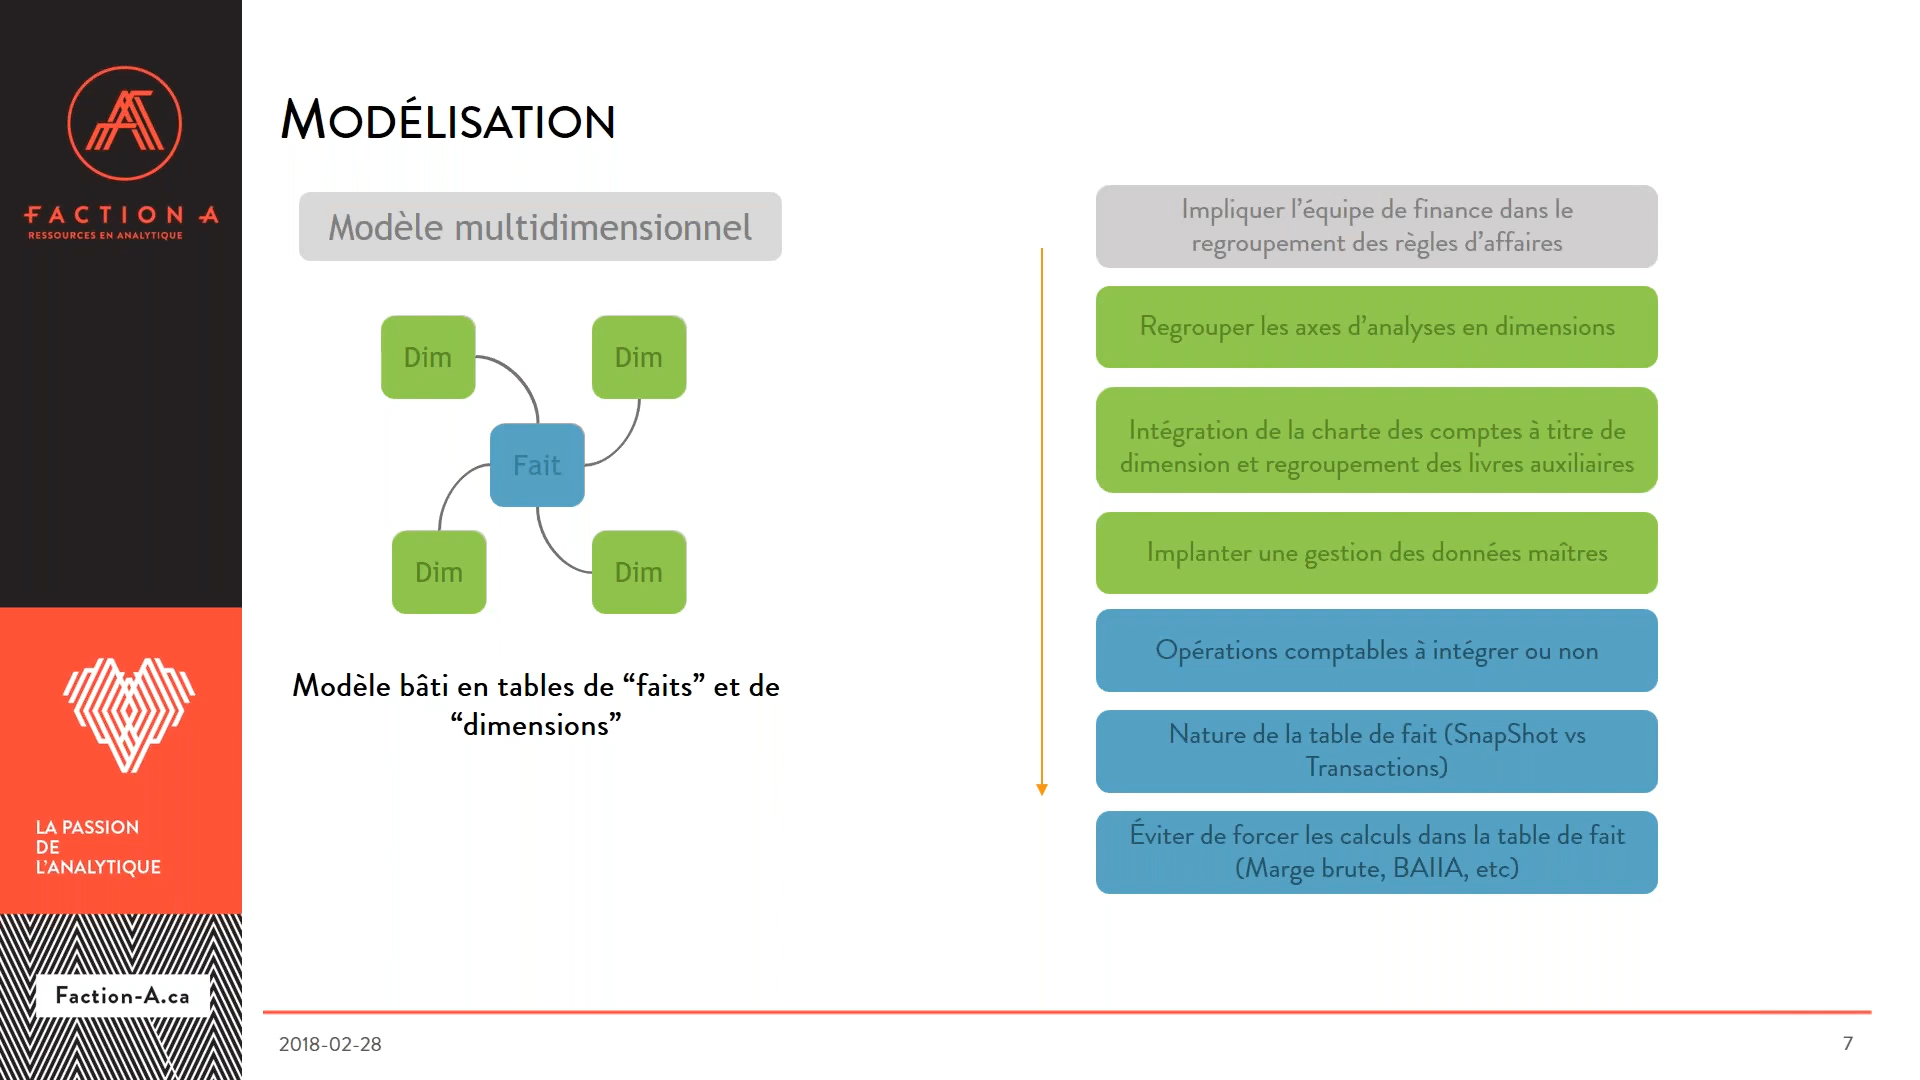 FACTION A
RESSOURCES EN ANALYTIQUE
LA PASSION
DE
L’ANALYTIQUE
Faction-A.ca
MODÉLISATION
Modèle multidimensionnel
Dim
Dim
Fait
Dim
Dim
Modèle bâti en tables de “faits” et de
“dimensions”
Impliquer l’équipe de finance dans le
regroupement des règles d’affaires
Regrouper les axes d’analyses en dimensions
Intégration de la charte des comptes à titre de
dimension et regroupement des livres auxiliaires
Implanter une gestion des données maîtres
Opérations comptables à intégrer ou non
Nature de la table de fait (SnapShot vs
Transactions)
Éviter de forcer les calculs dans la table de fait
(Marge brute, BAIIA, etc)
2018-02-28
7